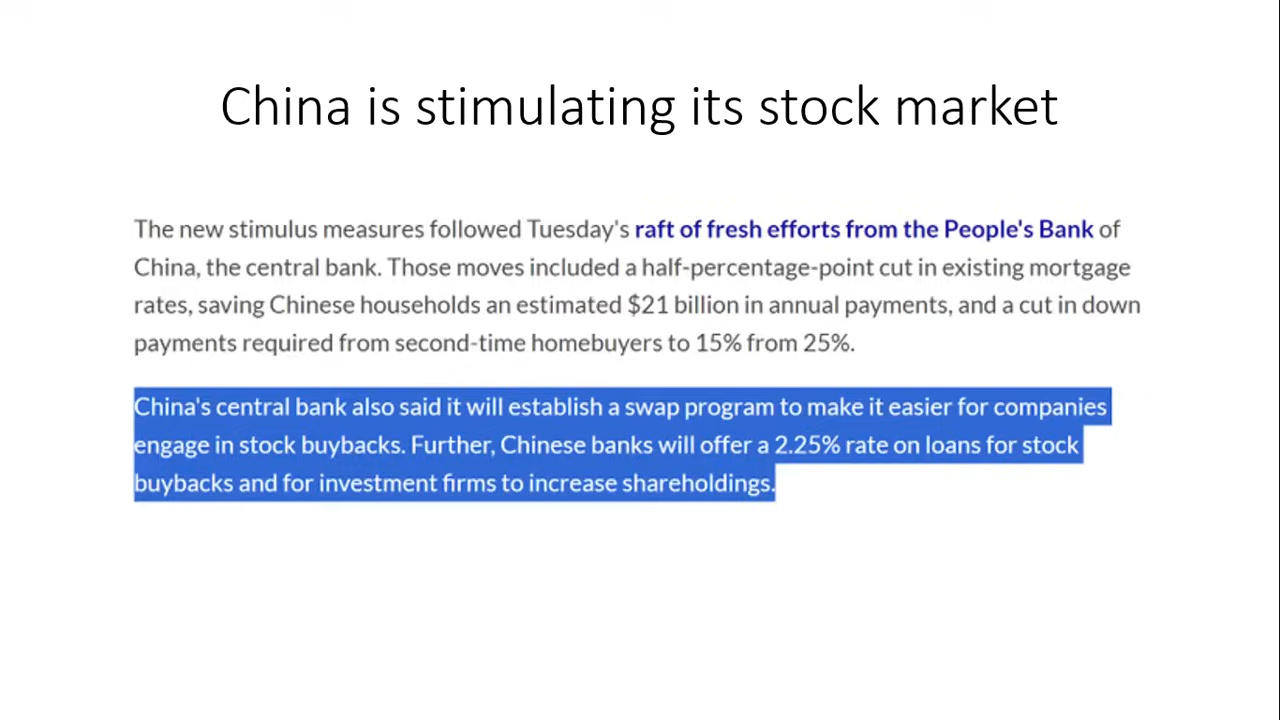 China is stimulating its stock market
The new stimulus measures followed Tuesday's raft of fresh efforts from the People's Bank of
China, the central bank. Those moves included a half-percentage-point cut in existing mortgage
rates, saving Chinese households an estimated $21 billion in annual payments, and a cut in down
payments required from second-time homebuyers to 15% from 25%.
China's central bank also said it will establish a swap program to make it easier for companies
engage in stock buybacks. Further, Chinese banks will offer a 2.25% rate on loans for stock
buybacks and for investment firms to increase shareholdings.